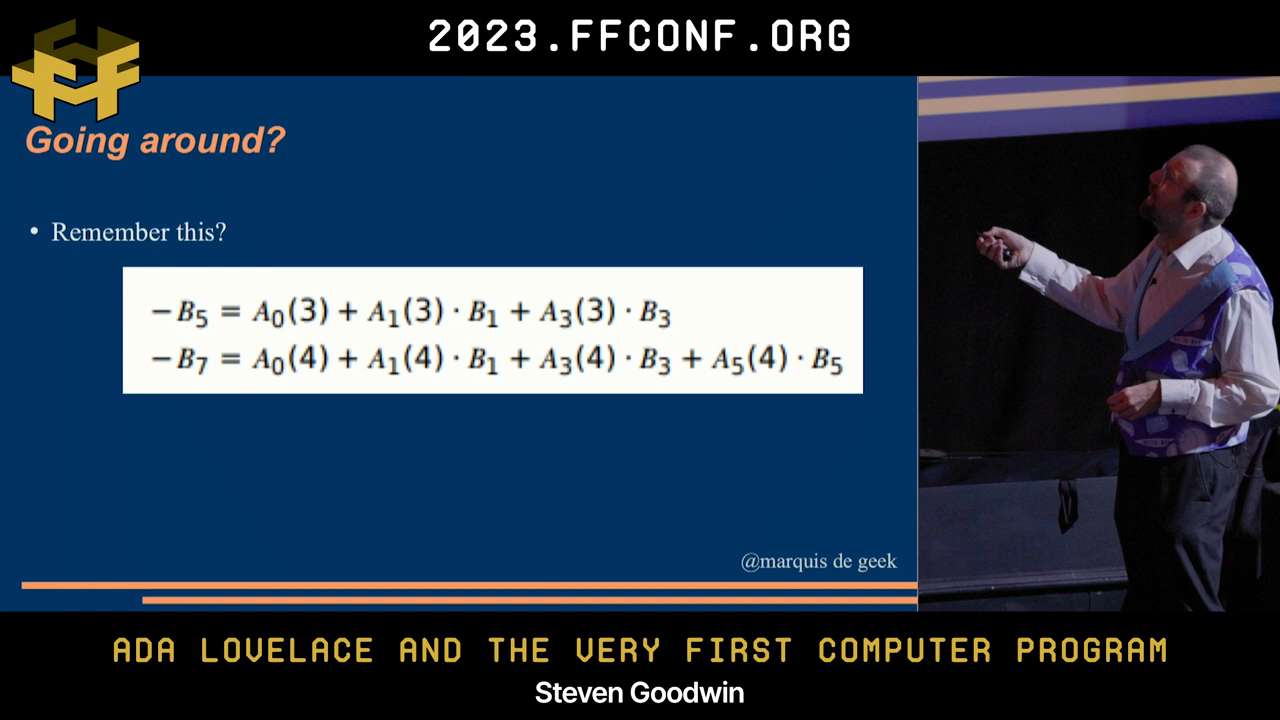 2023.FFCONF.ORG
Going around?
• Remember this?
−B₅ = A₀(3) + A₁(3) · B₁ + A₃(3) · B₃
−B₇ = A₀(4) + A₁(4) · B₁ + A₃(4) · B₃ + A₅(4) · B₅
@marquis de geek
ADA LOVELACE AND THE VERY FIRST COMPUTER PROGRAM
Steven Goodwin